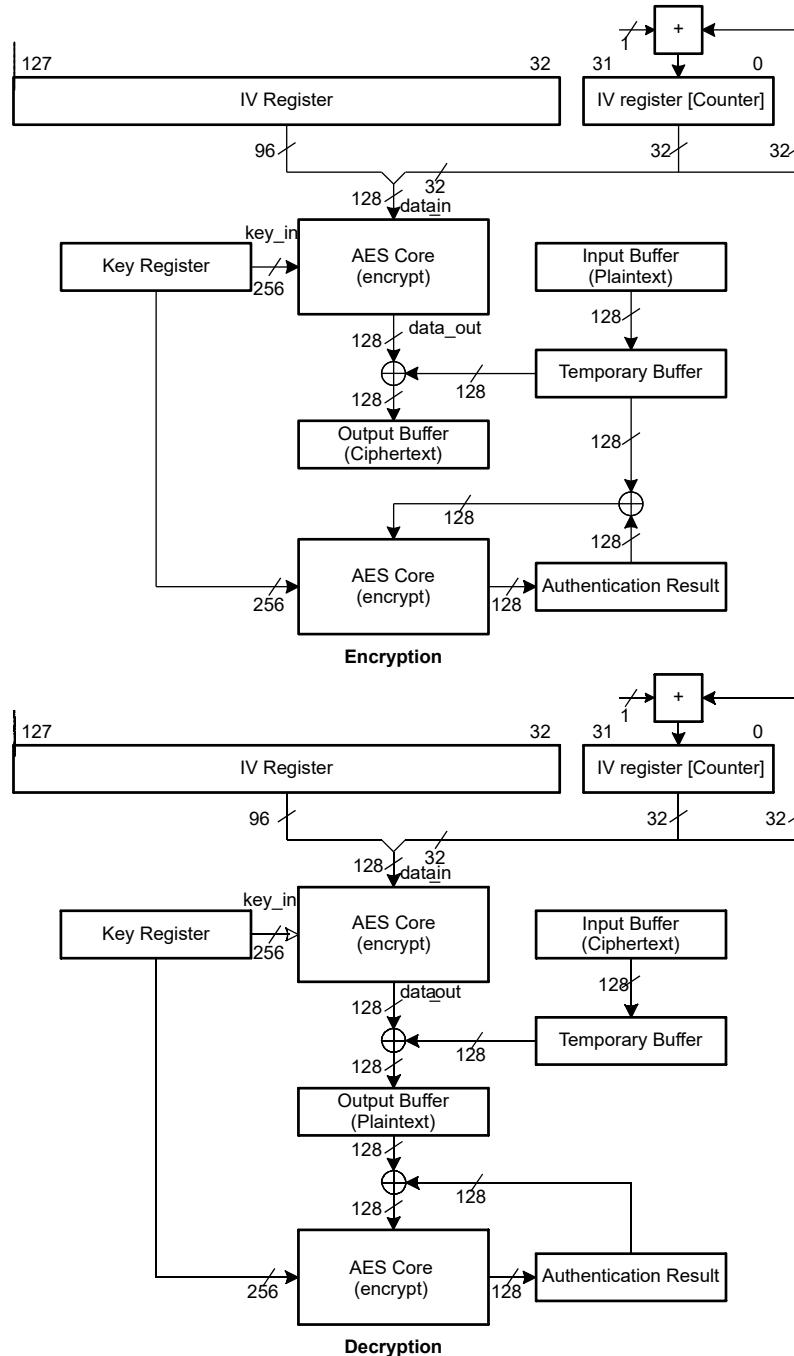 +
1
127
32
31
0
IV Register
IV register [Counter]
96
32
32
32
128
data_in
key_in
Key Register
256
AES Core
(encrypt)
Input Buffer
(Plaintext)
128
data_out
128
Temporary Buffer
128
128
Output Buffer
(Ciphertext)
128
128
128
AES Core
(encrypt)
256
128
Authentication Result
Encryption
+
1
127
32
31
0
IV Register
IV register [Counter]
96
32
32
32
128
data_in
key_in
Key Register
256
AES Core
(encrypt)
Input Buffer
(Ciphertext)
128
data_out
128
Temporary Buffer
128
128
Output Buffer
(Plaintext)
128
128
128
AES Core
(encrypt)
256
128
Authentication Result
Decryption